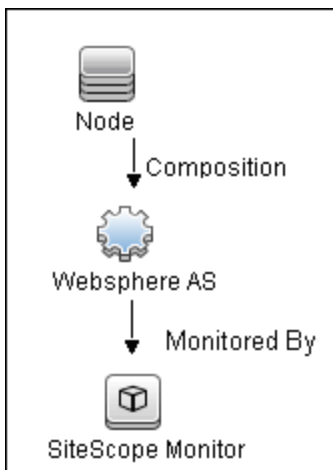 Node
Composition
Websphere AS
Monitored By
SiteScope Monitor